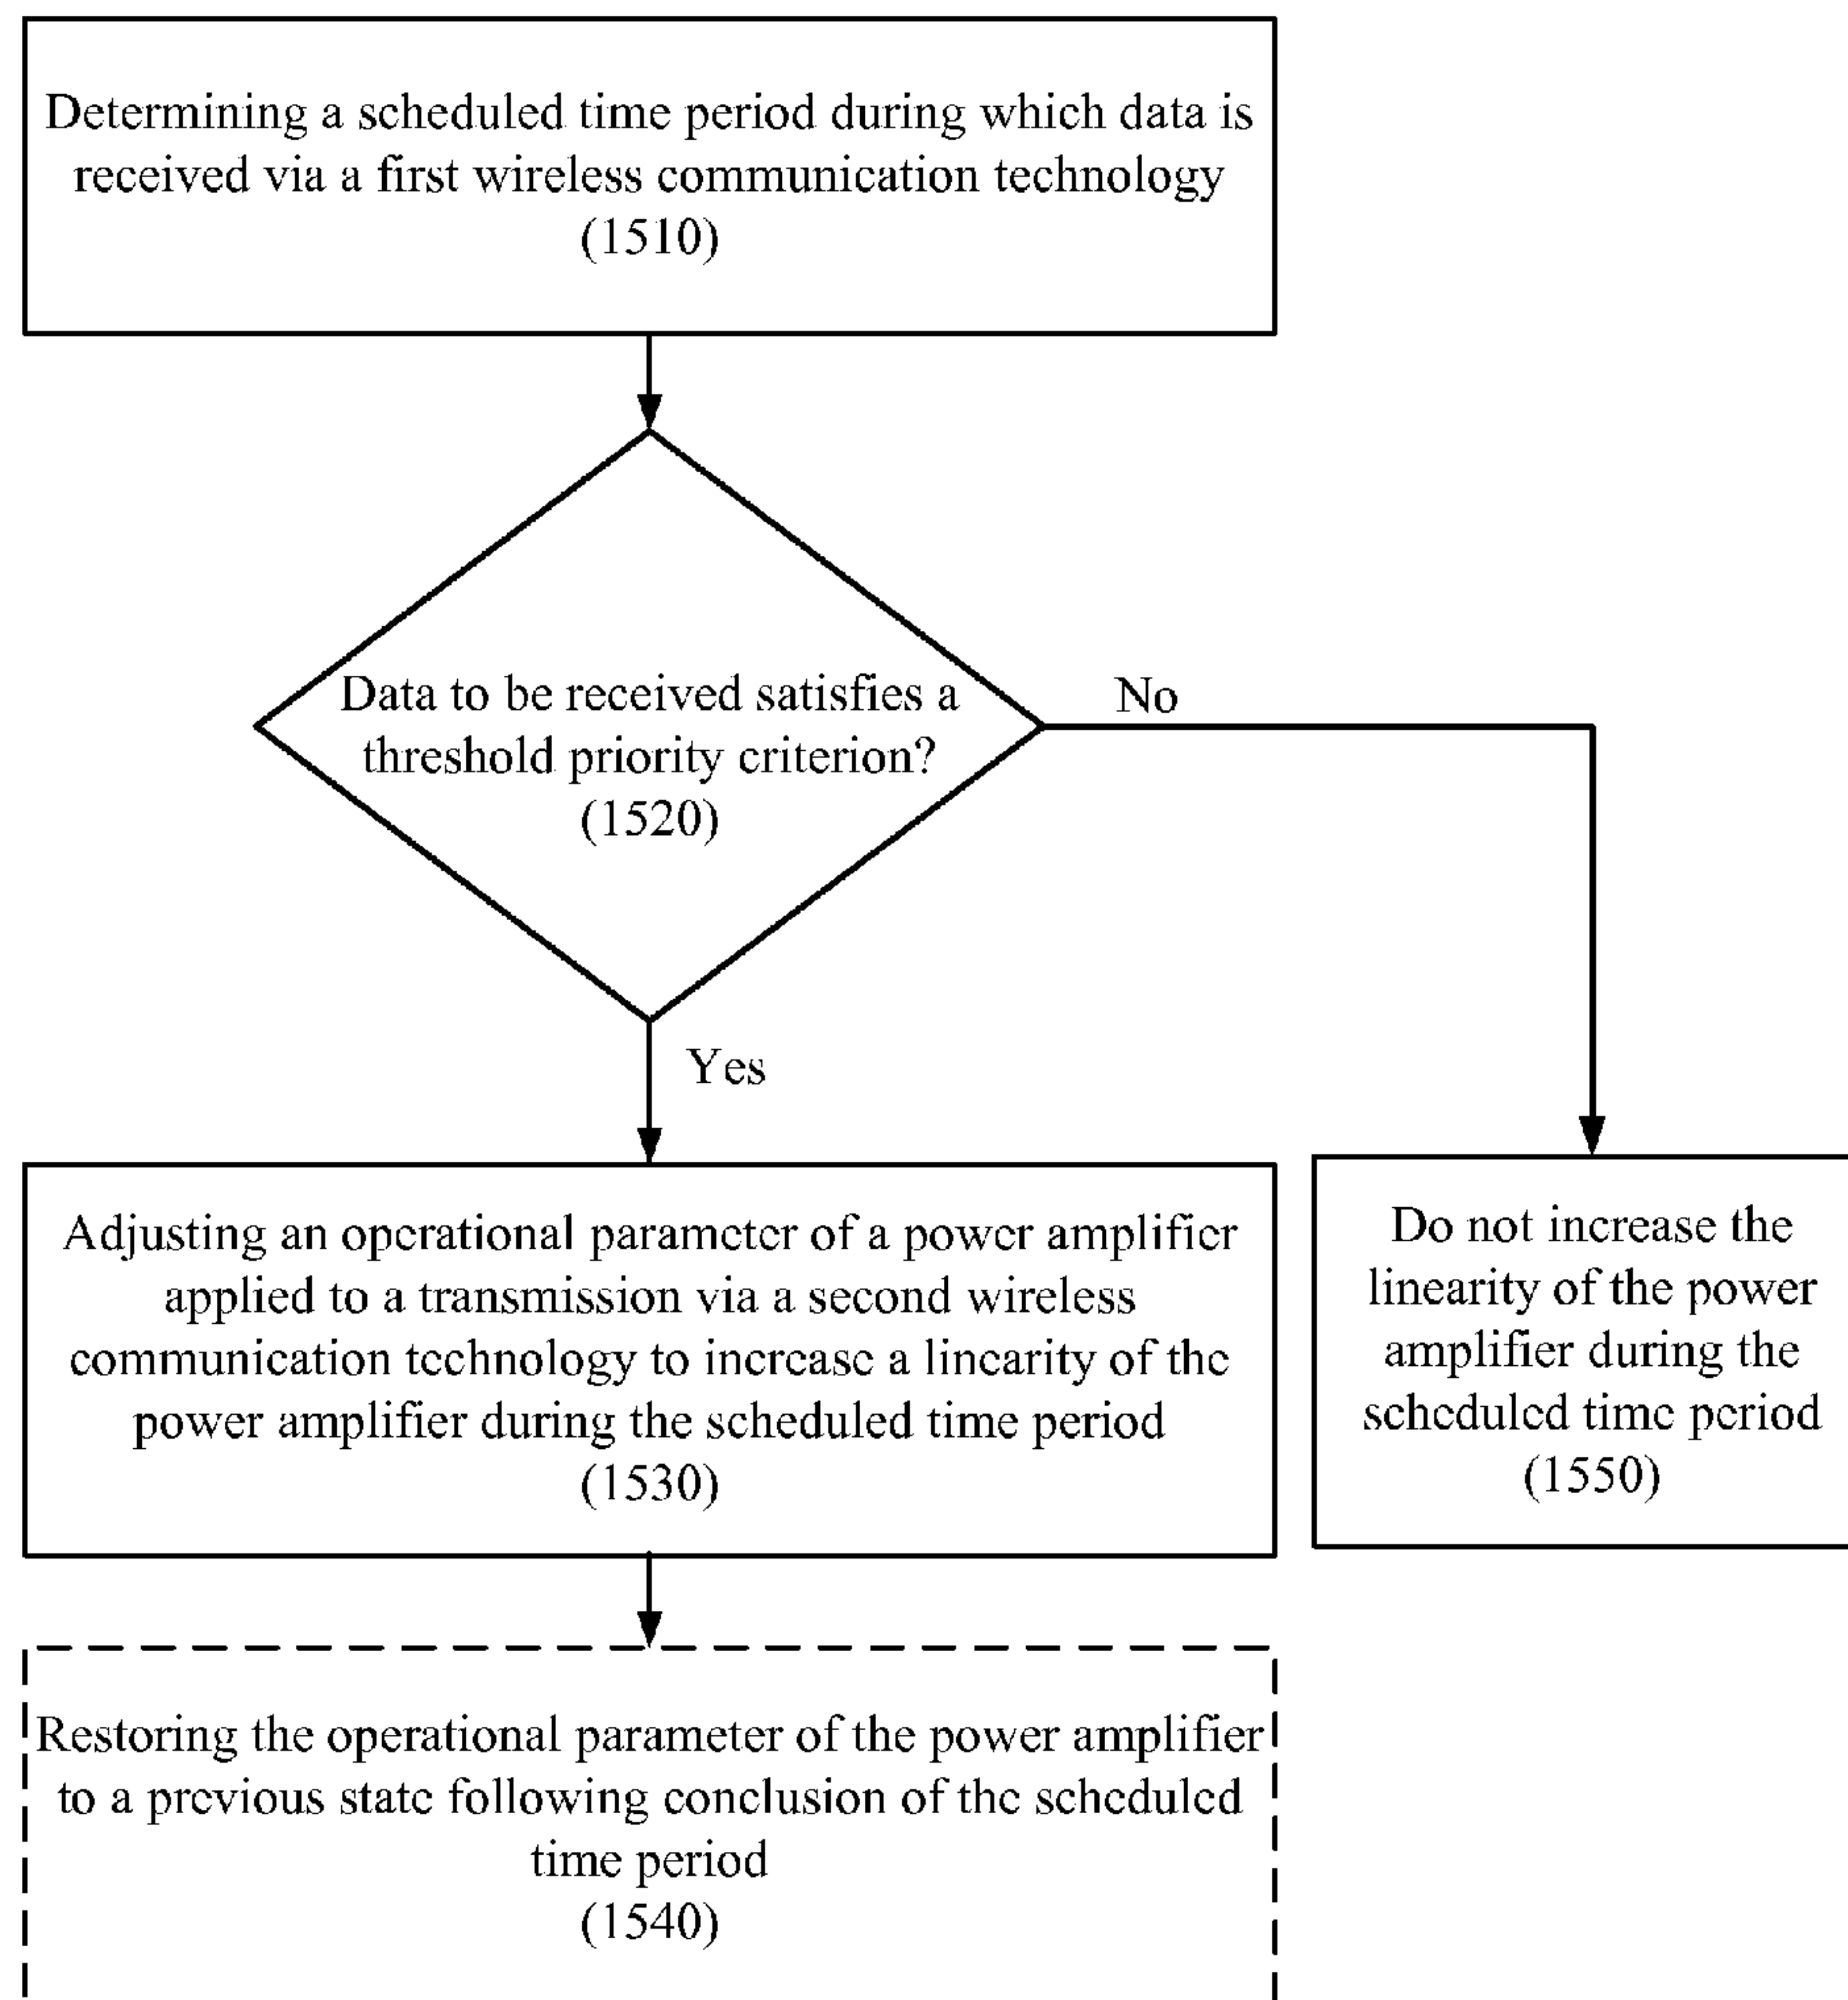 Determining a scheduled time period during which data is
received via a first wireless communication technology
(1510)
Data to be received satisfies a
threshold priority criterion?
(1520)
No
Yes
Adjusting an operational parameter of a power amplifier
applied to a transmission via a second wireless
communication technology to increase a linearity of the
power amplifier during the scheduled time period
(1530)
Do not increase the
linearity of the power
amplifier during the
scheduled time period
(1550)
Restoring the operational parameter of the power amplifier
to a previous state following conclusion of the scheduled
time period
(1540)